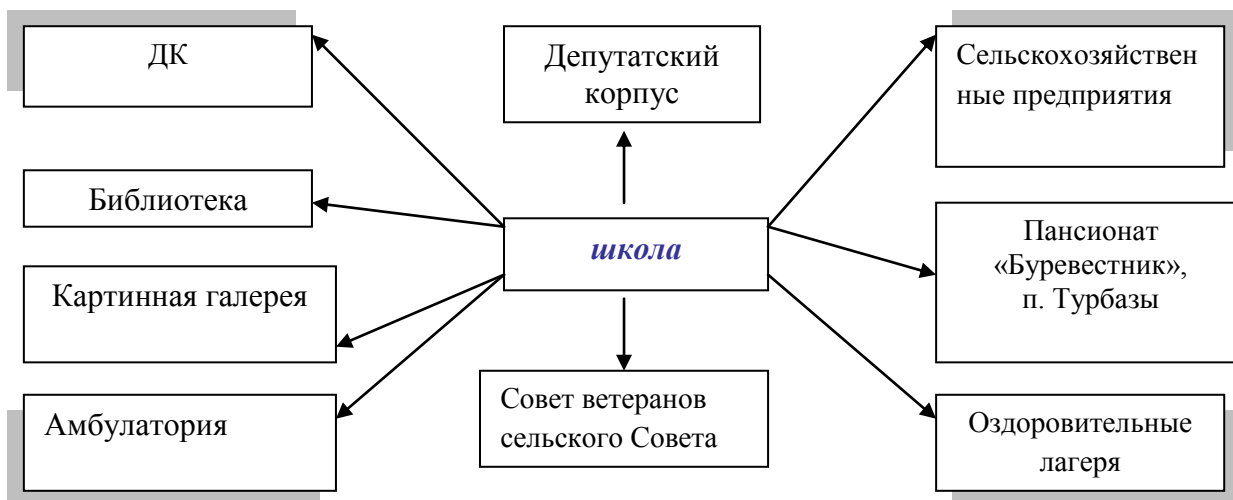 ДК
Депутатский
корпус
Сельскохозяйствен
ные предприятия
Библиотека
школа
Пансионат
«Буревестник»,
п. Турбазы
Картинная галерея
Амбулатория
Совет ветеранов
сельского Совета
Оздоровительные
лагеря